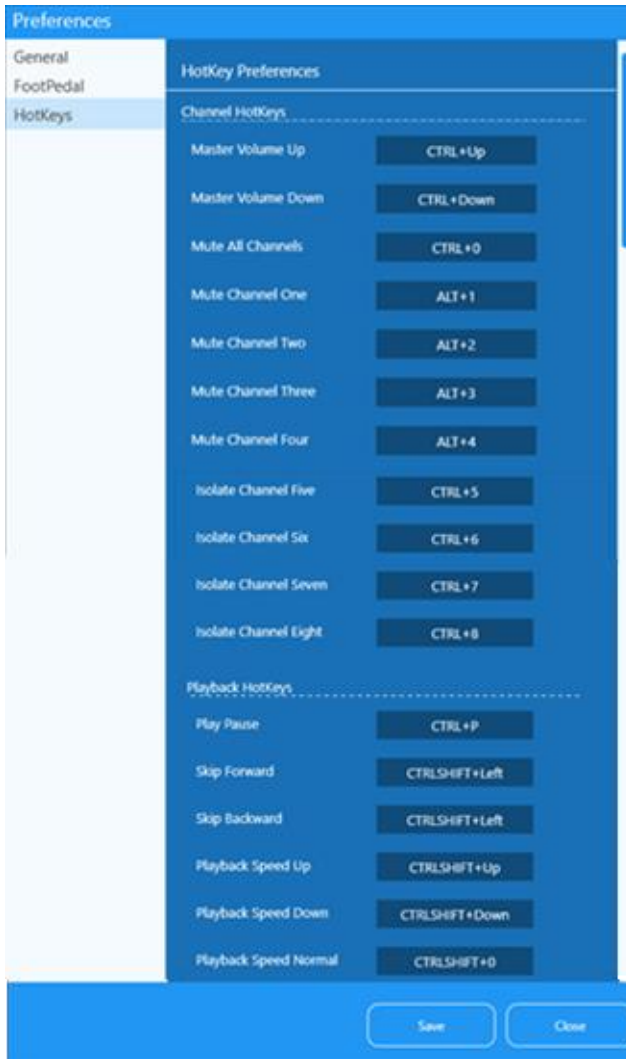 Preferences
General
FootPedal
HotKeys
HotKey Preferences
Channel HotKeys
Master Volume Up CTRL+Up
Master Volume Down CTRL+Down
Mute All Channels CTRL+0
Mute Channel One ALT+1
Mute Channel Two ALT+2
Mute Channel Three ALT+3
Mute Channel Four ALT+4
Isolate Channel Five CTRL+5
Isolate Channel Six CTRL+6
Isolate Channel Seven CTRL+7
Isolate Channel Eight CTRL+8
Playback HotKeys
Play Pause CTRL+P
Skip Forward CTRLSHIFT+Left
Skip Backward CTRLSHIFT+Left
Playback Speed Up CTRLSHIFT+Up
Playback Speed Down CTRLSHIFT+Down
Playback Speed Normal CTRLSHIFT+0
Save Close